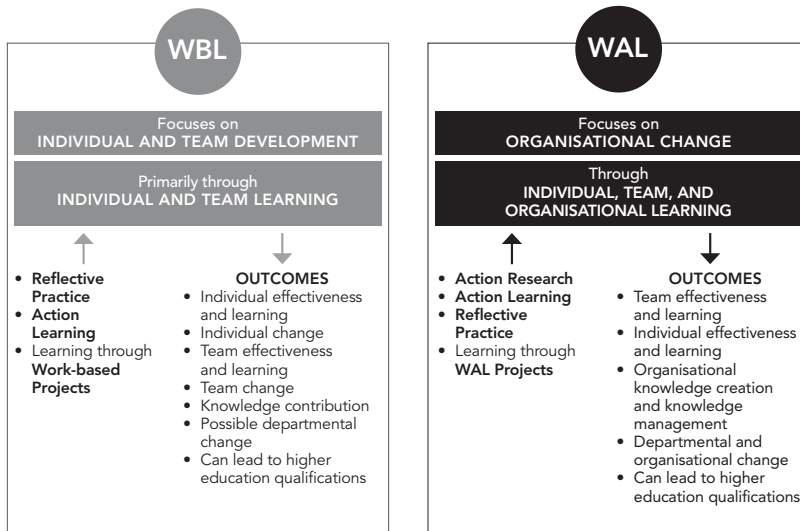 WBL
Focuses on
INDIVIDUAL AND TEAM DEVELOPMENT
Primarily through
INDIVIDUAL AND TEAM LEARNING
• Reflective
Practice
• Action
Learning
• Learning through
Work-based
Projects
OUTCOMES
• Individual effectiveness
and learning
• Individual change
• Team effectiveness
and learning
• Team change
• Knowledge contribution
• Possible departmental
change
• Can lead to higher
education qualifications
WAL
Focuses on
ORGANISATIONAL CHANGE
Through
INDIVIDUAL, TEAM, AND
ORGANISATIONAL LEARNING
• Action Research
• Action Learning
• Reflective
Practice
• Learning through
WAL Projects
OUTCOMES
• Team effectiveness
and learning
• Individual effectiveness
and learning
• Organisational
knowledge creation
and knowledge
management
• Departmental and
organisational change
• Can lead to higher
education qualifications